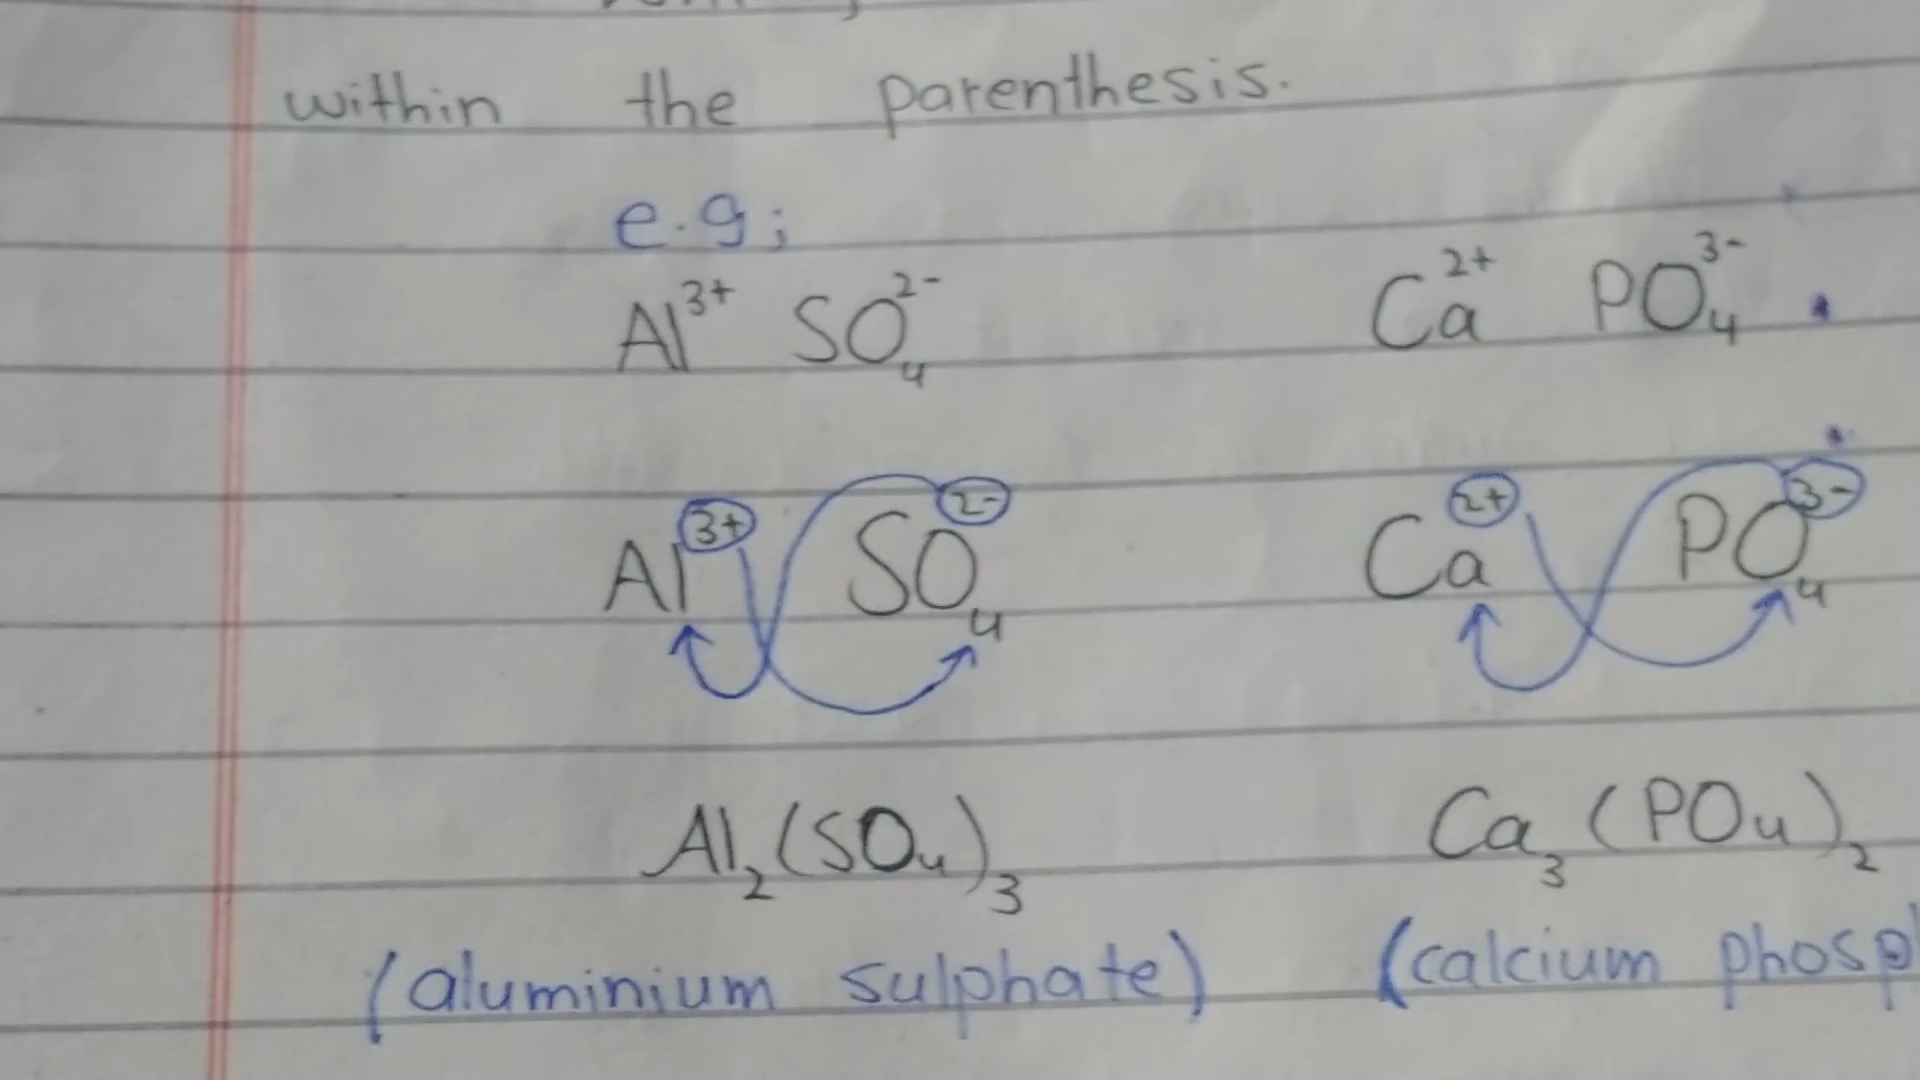 within the parenthesis.
e.g;
Al³⁺ SO₄²⁻ Ca²⁺ PO₄³⁻
Al³⁺ SO₄²⁻ Ca²⁺ PO₄³⁻
Al₂(SO₄)₃ Ca₃(PO₄)₂
(aluminium sulphate) (calcium phosp